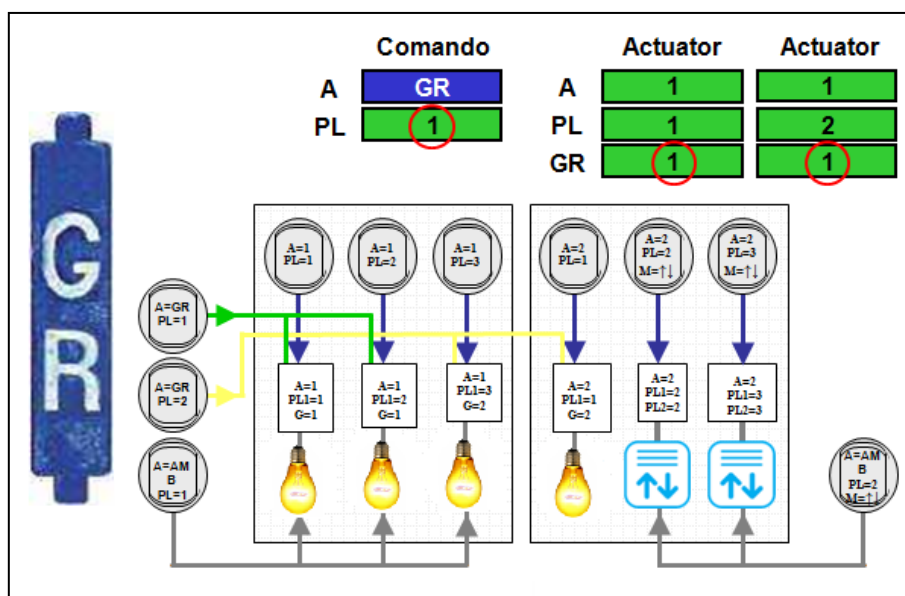 Comando
Actuator
Actuator
A
GR
1
1
PL
1
1
2
GR
1
1
G
R
A=1
PL=1
A=1
PL=2
A=1
PL=3
A=2
PL=1
A=2
PL=2
M=↑↓
A=2
PL=3
M=↑↓
A=GR
PL=1
A=GR
PL=2
A=AM
B
PL=1
A=1
PL1=1
G=1
A=1
PL1=2
G=1
A=1
PL1=3
G=2
A=2
PL1=1
G=2
A=2
PL1=2
PL2=2
A=2
PL1=3
PL2=3
A=AM
B
PL=2
M=↑↓